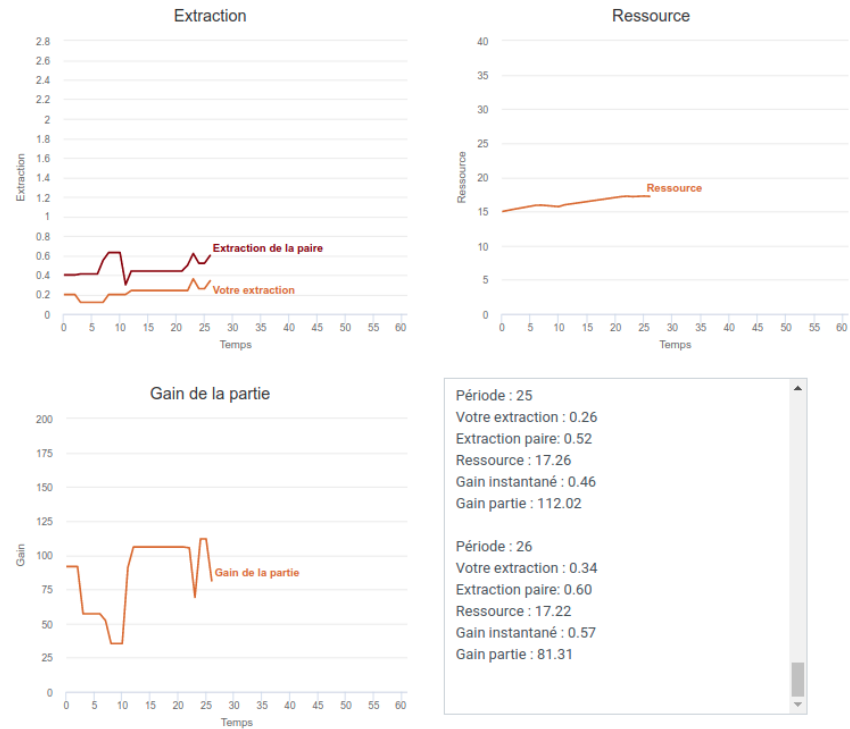 Extraction
2.8
2.6
2.4
2.2
2
1.8
1.6
1.4
1.2
1
0.8
0.6
0.4
0.2
0
Extraction
Extraction de la paire
Votre extraction
0 5 10 15 20 25 30 35 40 45 50 55 60
Temps
Ressource
40
35
30
25
20
15
10
5
0
Ressource
Ressource
0 5 10 15 20 25 30 35 40 45 50 55 60
Temps
Gain de la partie
200
175
150
125
100
75
50
25
0
Gain
Gain de la partie
0 5 10 15 20 25 30 35 40 45 50 55 60
Temps
Période : 25
Votre extraction : 0.26
Extraction paire: 0.52
Ressource : 17.26
Gain instantané : 0.46
Gain partie : 112.02
Période : 26
Votre extraction : 0.34
Extraction paire: 0.60
Ressource : 17.22
Gain instantané : 0.57
Gain partie : 81.31